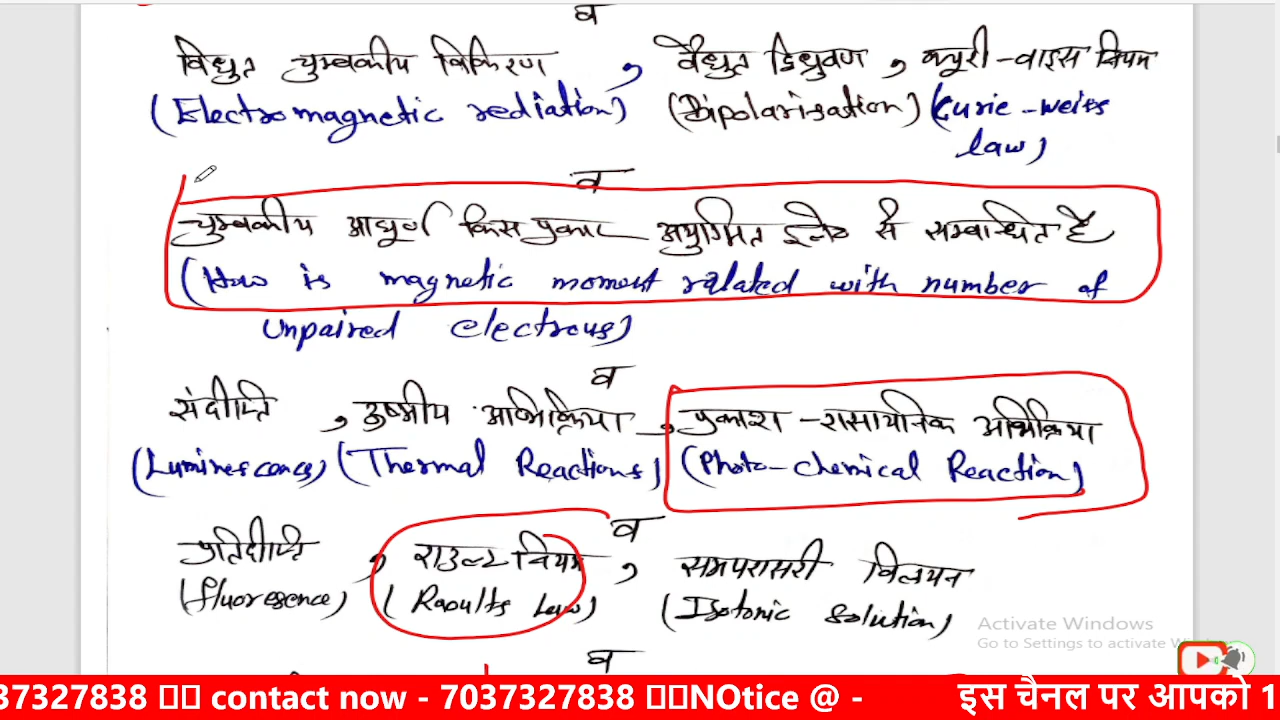 व
विधुत चुम्बकीय विकिरण , वैधुत द्विध्रुवण , क्यूरी-वाइस नियम
(Electromagnetic rediation) (Bipolarisation) (Curie-weiss
law)
व
चुम्बकीय आघूर्ण किस प्रकार अयुग्मित इले० से सम्बन्धित है
(How is magnetic moment related with number of
Unpaired electrons)
व
संदीप्ति , ऊष्मीय अभिक्रिया , प्रकाश-रासायनिक अभिक्रिया
(Luminescence) (Thermal Reactions) (Photo-chemical Reaction)
व
प्रतिदीप्ति , राउल्ट नियम , समपरासरी विलयन
(fluoresence) (Raoults Law) (Isotonic solution)
Activate Windows
Go to Settings to activate
व
37327838 contact now - 7037327838 NOtice @ - इस चैनल पर आपको 1